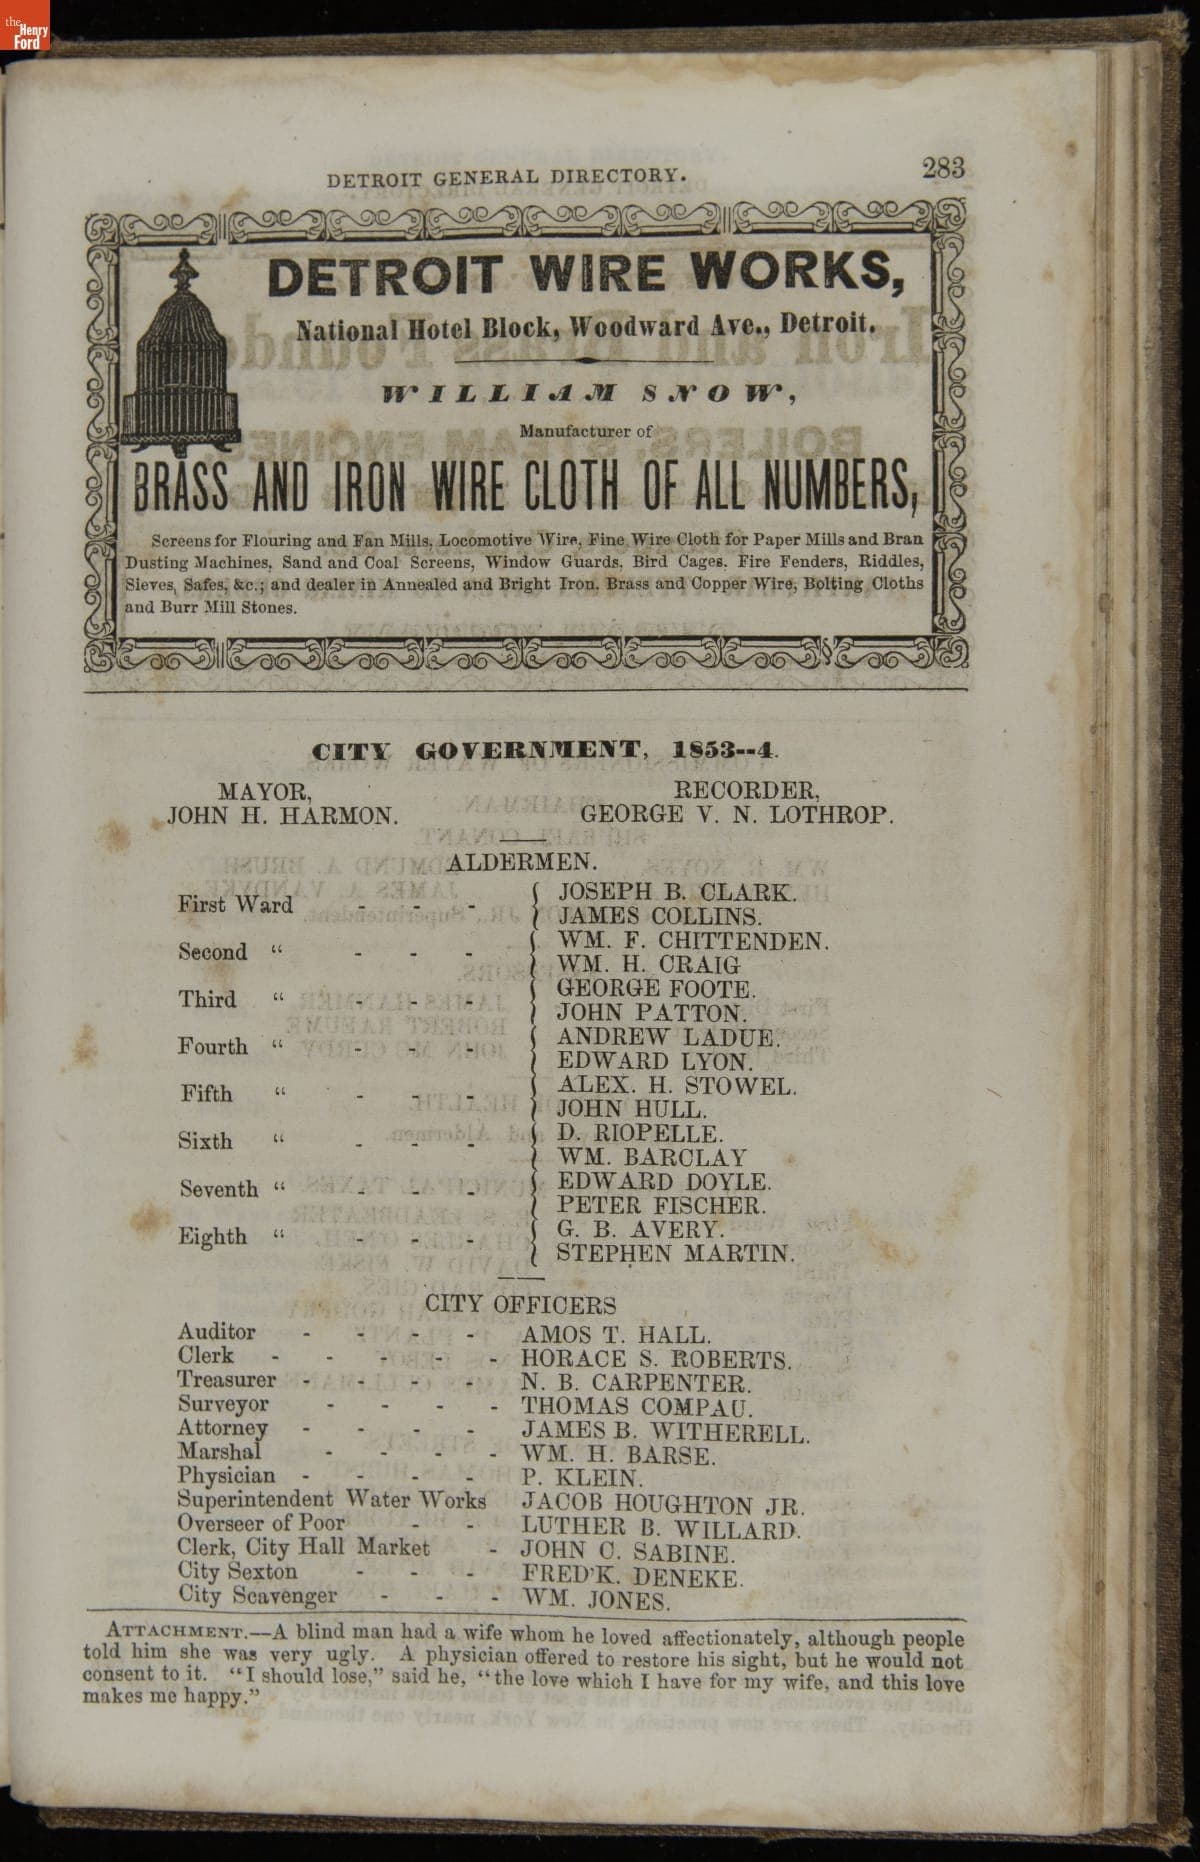 the
Henry
Ford
DETROIT GENERAL DIRECTORY. 283
DETROIT WIRE WORKS,
National Hotel Block, Woodward Ave., Detroit.
WILLIAM SNOW,
Manufacturer of
BRASS AND IRON WIRE CLOTH OF ALL NUMBERS,
Screens for Flouring and Fan Mills, Locomotive Wire, Fine Wire Cloth for Paper Mills and Bran
Dusting Machines, Sand and Coal Screens, Window Guards, Bird Cages, Fire Fenders, Riddles,
Sieves, Safes, &c.; and dealer in Annealed and Bright Iron, Brass and Copper Wire, Bolting Cloths
and Burr Mill Stones.
CITY GOVERNMENT, 1853--4.
MAYOR, RECORDER,
JOHN H. HARMON. GEORGE V. N. LOTHROP.
ALDERMEN.
First Ward - - - { JOSEPH B. CLARK.
JAMES COLLINS.
Second " - - - { WM. F. CHITTENDEN.
WM. H. CRAIG
Third " - - - { GEORGE FOOTE.
JOHN PATTON.
Fourth " - - - { ANDREW LADUE.
EDWARD LYON.
Fifth " - - - { ALEX. H. STOWEL.
JOHN HULL.
Sixth " - - - { D. RIOPELLE.
WM. BARCLAY
Seventh " - - - { EDWARD DOYLE.
PETER FISCHER.
Eighth " - - - { G. B. AVERY.
STEPHEN MARTIN.
CITY OFFICERS
Auditor - - - - AMOS T. HALL.
Clerk - - - - - HORACE S. ROBERTS.
Treasurer - - - - N. B. CARPENTER.
Surveyor - - - - THOMAS COMPAU.
Attorney - - - - JAMES B. WITHERELL.
Marshal - - - - WM. H. BARSE.
Physician - - - - P. KLEIN.
Superintendent Water Works JACOB HOUGHTON JR.
Overseer of Poor - - LUTHER B. WILLARD.
Clerk, City Hall Market - JOHN C. SABINE.
City Sexton - - - FRED'K. DENEKE.
City Scavenger - - - WM. JONES.
ATTACHMENT.—A blind man had a wife whom he loved affectionately, although people
told him she was very ugly. A physician offered to restore his sight, but he would not
consent to it. "I should lose," said he, "the love which I have for my wife, and this love
makes me happy."